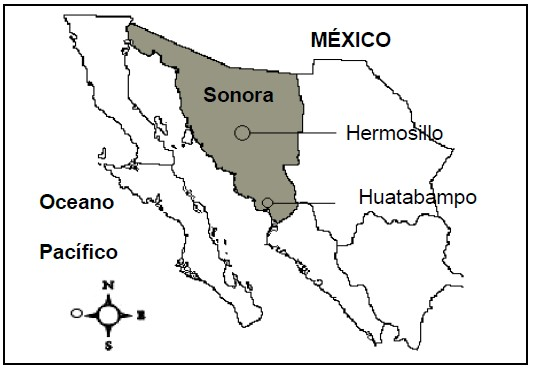 MÉXICO
Sonora
Hermosillo
Huatabampo
Oceano
Pacífico
N
O E
S